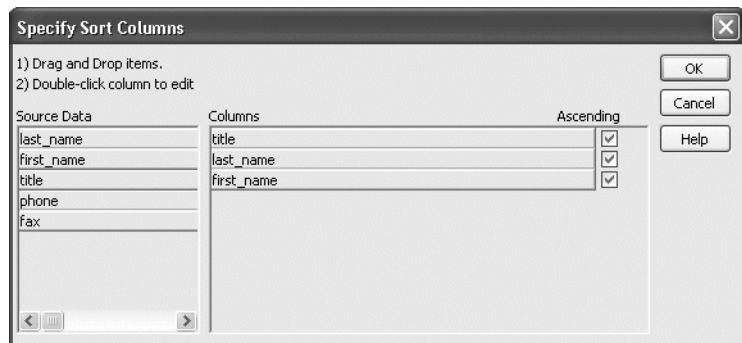 Specify Sort Columns
1) Drag and Drop items.
2) Double-click column to edit
OK
Cancel
Help
Source Data
last_name
first_name
title
phone
fax
Columns
Ascending
title
last_name
first_name